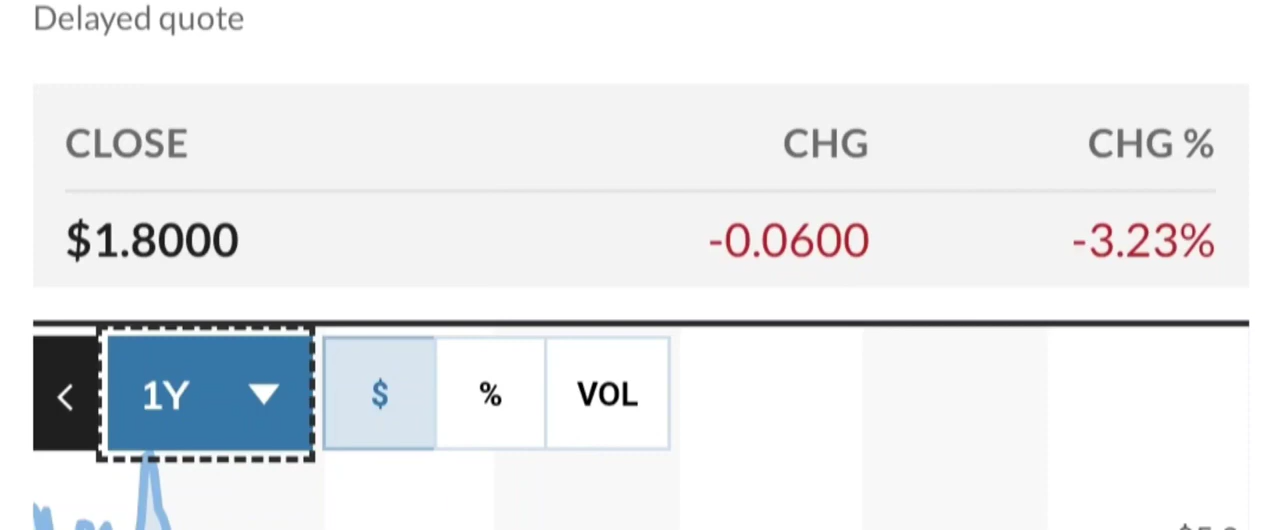 Delayed quote
CLOSE CHG CHG %
$1.8000 -0.0600 -3.23%
1Y $ % VOL